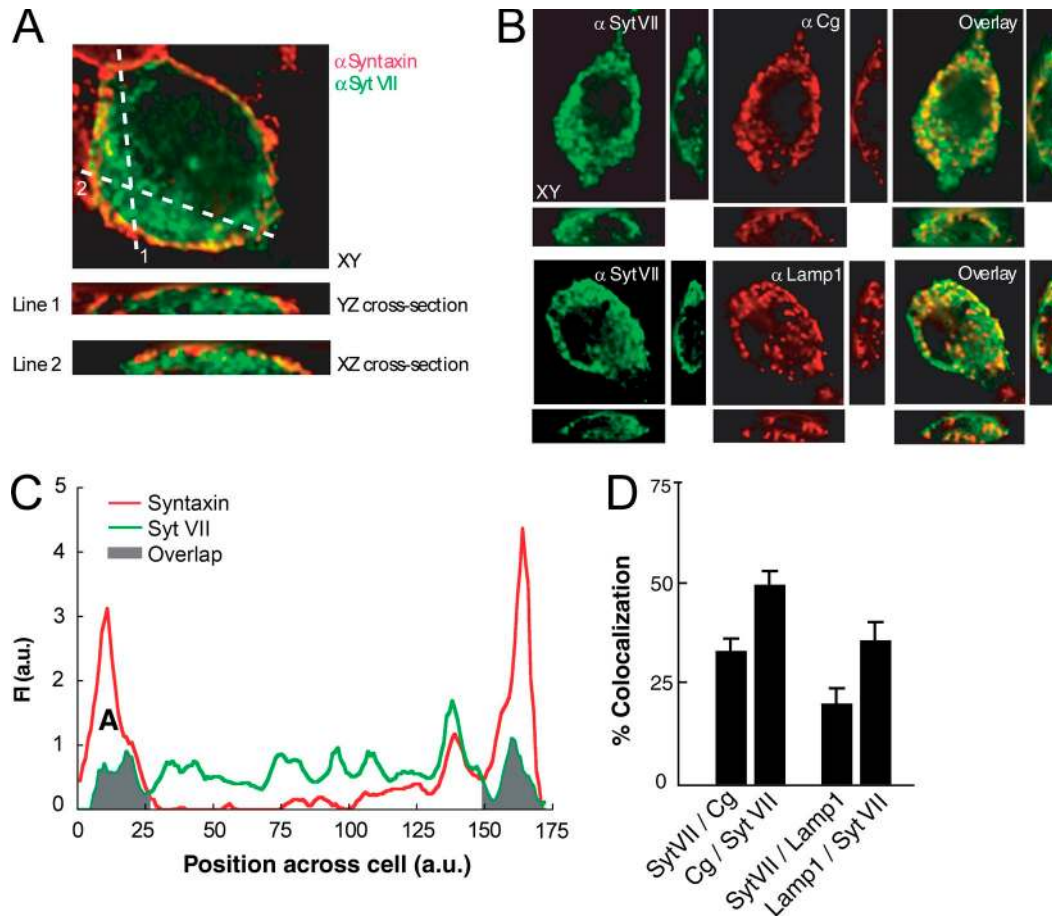 A
α Syntaxin
α Syt VII
2
1
XY
Line 1
YZ cross-section
Line 2
XZ cross-section
B
α Syt VII
α Cg
Overlay
XY
α Syt VII
α Lamp1
Overlay
C
5
4
3
2
1
0
FI (a.u.)
Syntaxin
Syt VII
Overlap
A
0 25 50 75 100 125 150 175
Position across cell (a.u.)
D
75
50
25
0
% Colocalization
SytVII / Cg
Cg / Syt VII
SytVII / Lamp1
Lamp1 / Syt VII